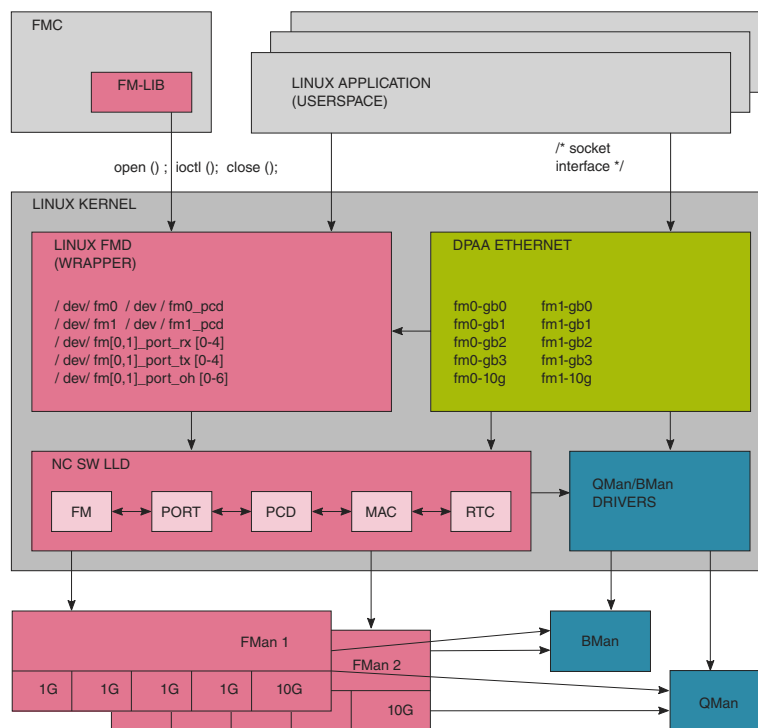 FMC
FM-LIB
LINUX APPLICATION
(USERSPACE)
open () ; ioctl (); close ();
/* socket
interface */
LINUX KERNEL
LINUX FMD
(WRAPPER)
/ dev/ fm0 / dev / fm0_pcd
/ dev/ fm1 / dev / fm1_pcd
/ dev/ fm[0,1]_port_rx [0-4]
/ dev/ fm[0,1]_port_tx [0-4]
/ dev/ fm[0,1]_port_oh [0-6]
DPAA ETHERNET
fm0-gb0 fm1-gb0
fm0-gb1 fm1-gb1
fm0-gb2 fm1-gb2
fm0-gb3 fm1-gb3
fm0-10g fm1-10g
NC SW LLD
FM PORT PCD MAC RTC
QMan/BMan
DRIVERS
FMan 1
1G 1G 1G 1G 10G
FMan 2
10G
BMan
QMan